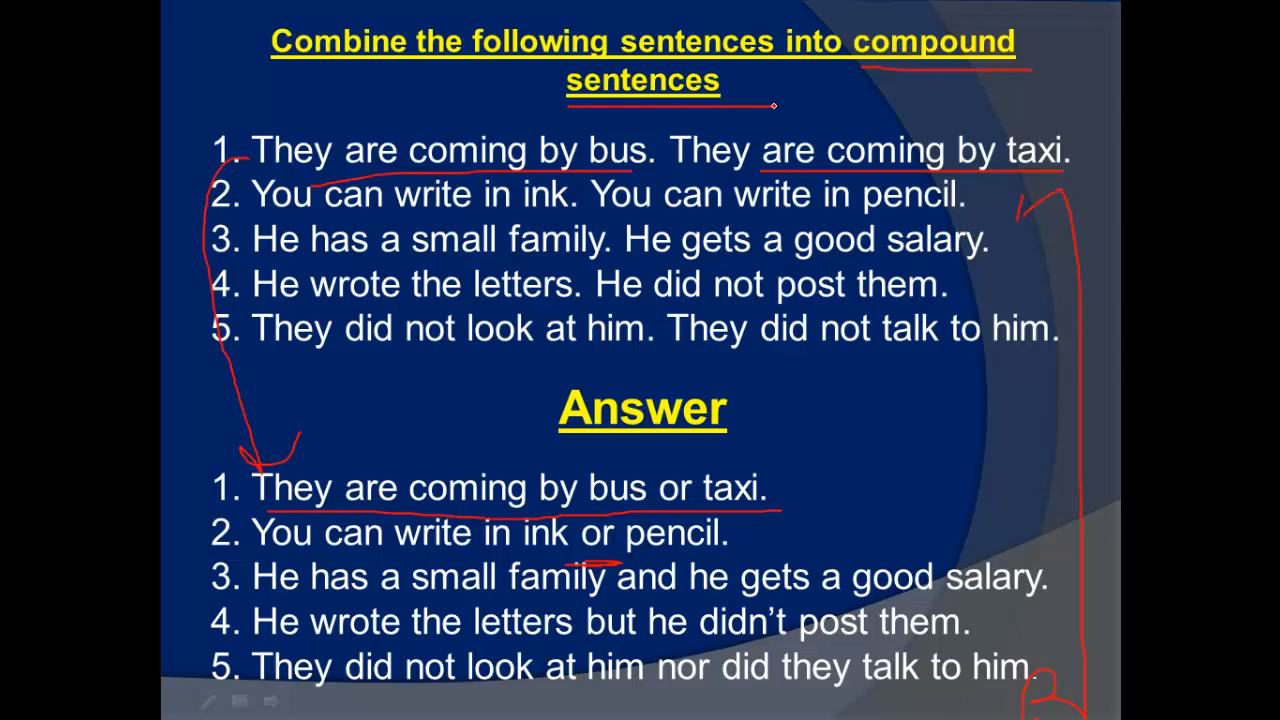 Combine the following sentences into compound
sentences
1. They are coming by bus. They are coming by taxi.
2. You can write in ink. You can write in pencil.
3. He has a small family. He gets a good salary.
4. He wrote the letters. He did not post them.
5. They did not look at him. They did not talk to him.
Answer
1. They are coming by bus or taxi.
2. You can write in ink or pencil.
3. He has a small family and he gets a good salary.
4. He wrote the letters but he didn’t post them.
5. They did not look at him nor did they talk to him.